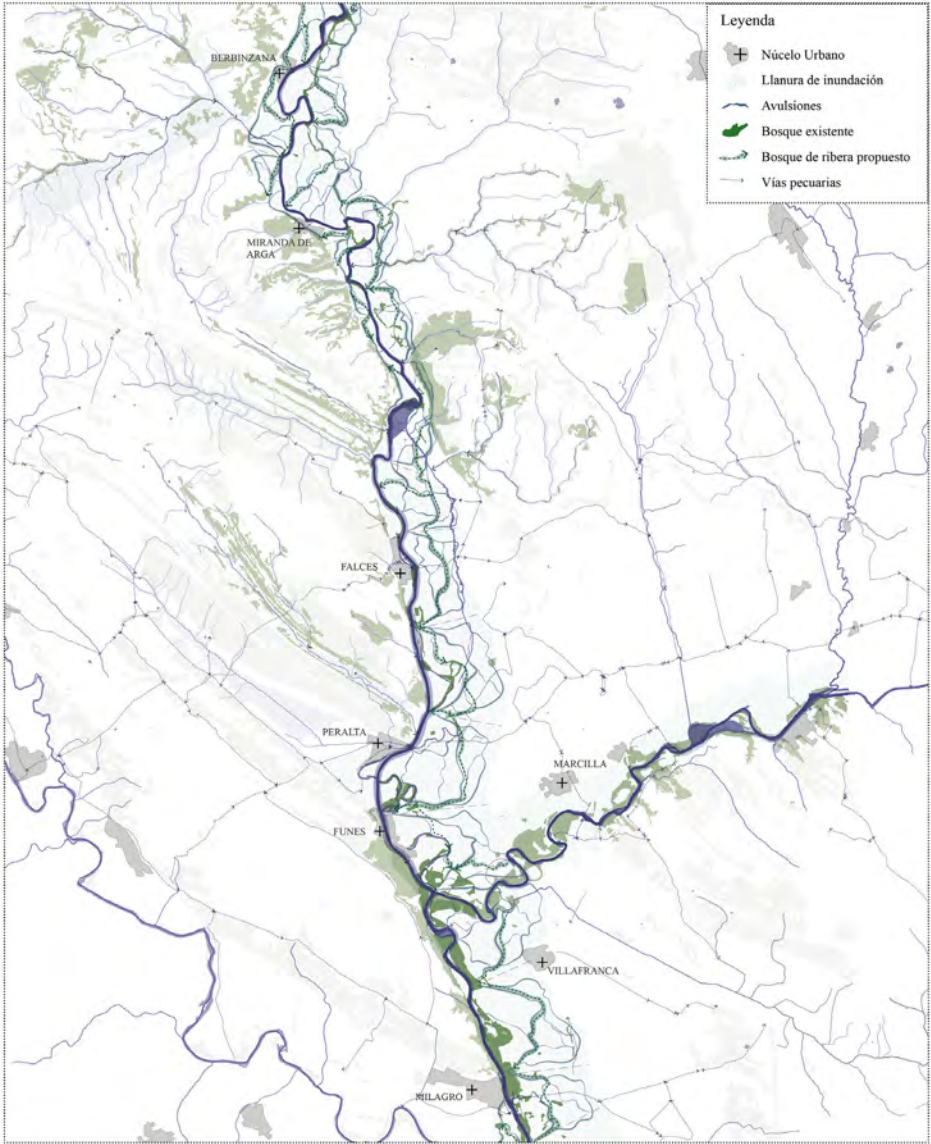 Leyenda
Núcelo Urbano
Llanura de inundación
Avulsiones
Bosque existente
Bosque de ribera propuesto
Vías pecuarias
BERBINZANA
MIRANDA DE
ARGA
FALCES
PERALTA
MARCILLA
FUNES
VILLAFRANCA
MILAGRO